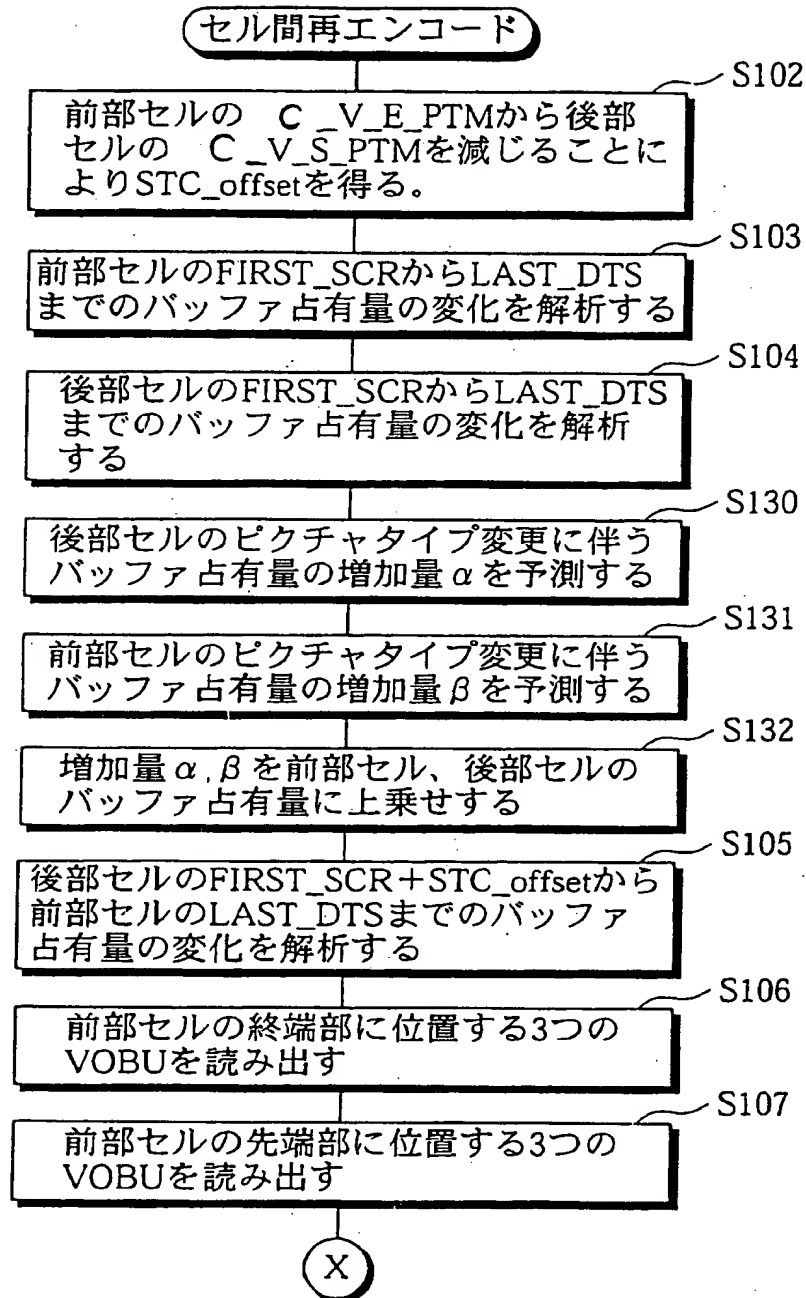 セル間再エンコード
S102
前部セルの C_V_E_PTMから後部
セルの C_V_S_PTMを減じることに
よりSTC_offsetを得る。
S103
前部セルのFIRST_SCRからLAST_DTS
までのバッファ占有量の変化を解析する
S104
後部セルのFIRST_SCRからLAST_DTS
までのバッファ占有量の変化を解析
する
S130
後部セルのピクチャタイプ変更に伴う
バッファ占有量の増加量αを予測する
S131
前部セルのピクチャタイプ変更に伴う
バッファ占有量の増加量βを予測する
S132
増加量α,βを前部セル、後部セルの
バッファ占有量に上乗せする
S105
後部セルのFIRST_SCR+STC_offsetから
前部セルのLAST_DTSまでのバッファ
占有量の変化を解析する
S106
前部セルの終端部に位置する3つの
VOBUを読み出す
S107
前部セルの先端部に位置する3つの
VOBUを読み出す
X